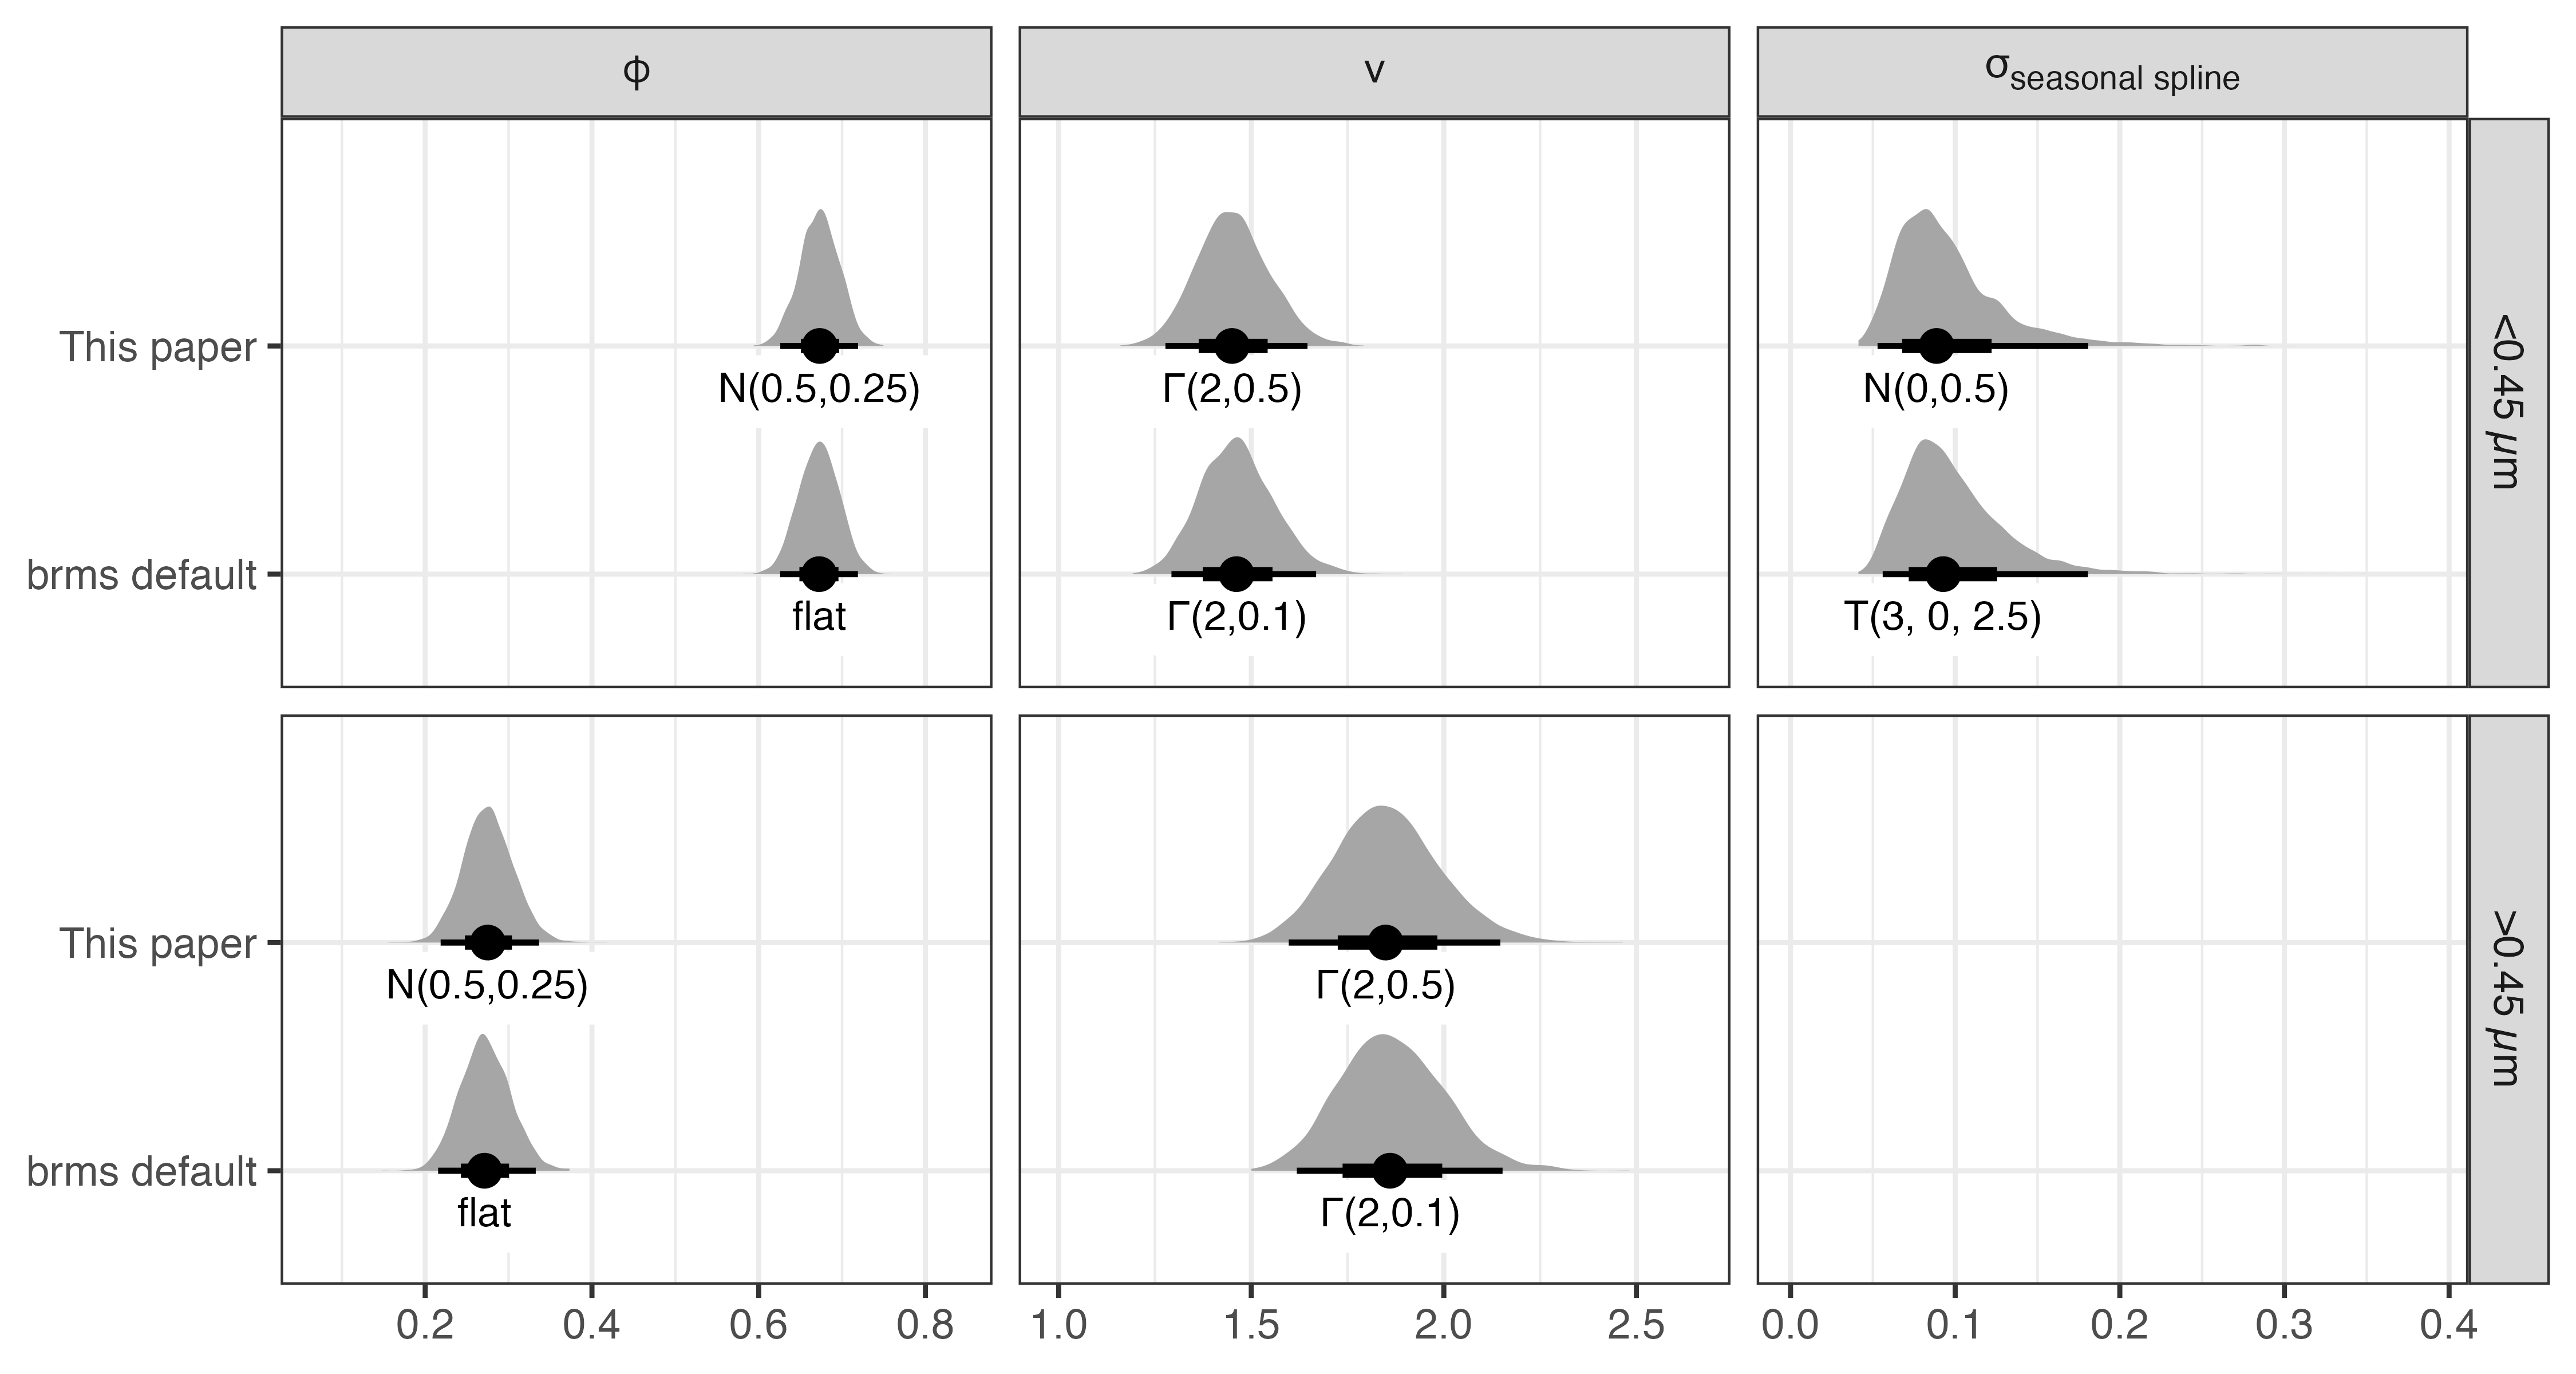 φ
ν
σseasonal spline
<0.45 µm
This paper
N(0.5,0.25)
Γ(2,0.5)
N(0,0.5)
brms default
flat
Γ(2,0.1)
T(3, 0, 2.5)
>0.45 µm
This paper
N(0.5,0.25)
Γ(2,0.5)
brms default
flat
Γ(2,0.1)
0.2 0.4 0.6 0.8
1.0 1.5 2.0 2.5
0.0 0.1 0.2 0.3 0.4